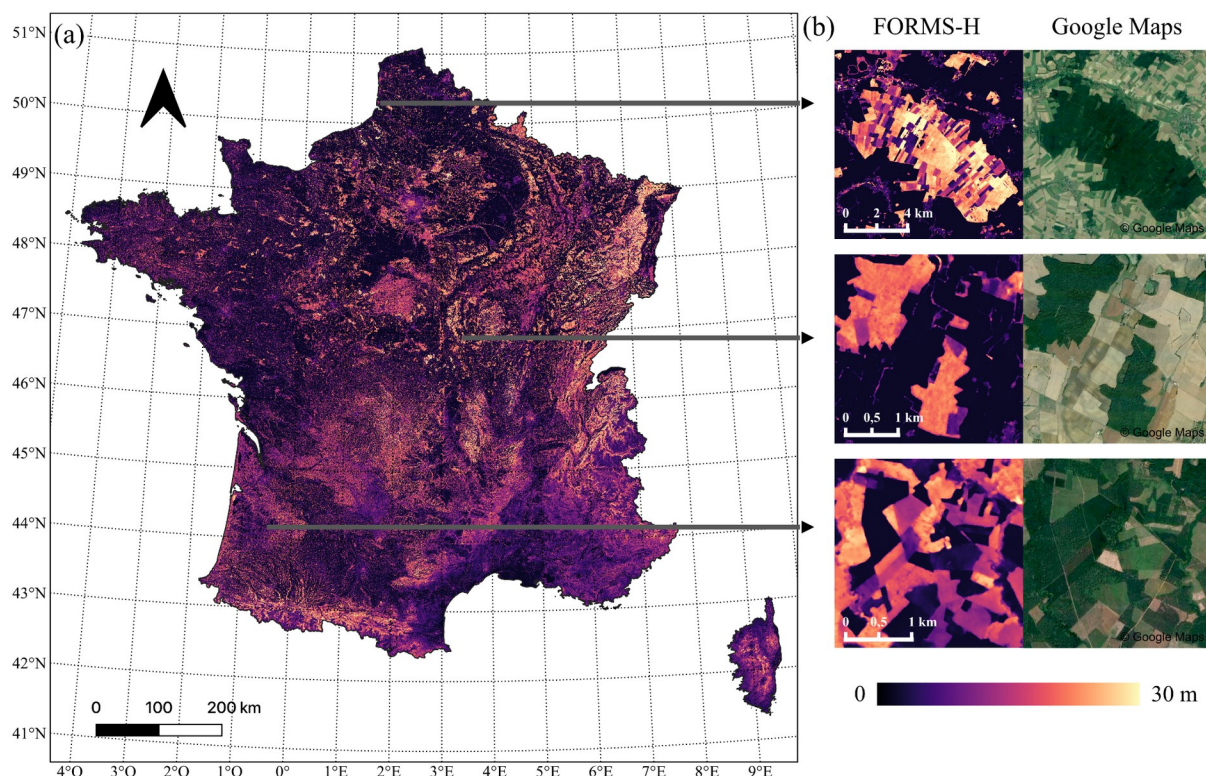 (a)
51°N
50°N
49°N
48°N
47°N
46°N
45°N
44°N
43°N
42°N
41°N
4°O 3°O 2°O 1°O 0° 1°E 2°E 3°E 4°E 5°E 6°E 7°E 8°E 9°E
0 100 200 km
(b)
FORMS-H Google Maps
0 2 4 km
© Google Maps
0 0,5 1 km
© Google Maps
0 0,5 1 km
© Google Maps
0 30 m